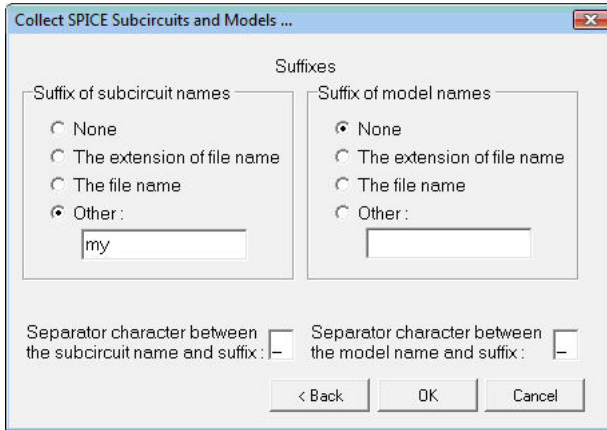 Collect SPICE Subcircuits and Models ...
Suffixes
Suffix of subcircuit names
None
The extension of file name
The file name
Other :
my
Suffix of model names
None
The extension of file name
The file name
Other :
Separator character between
the subcircuit name and suffix : _
Separator character between
the model name and suffix : _
< Back OK Cancel